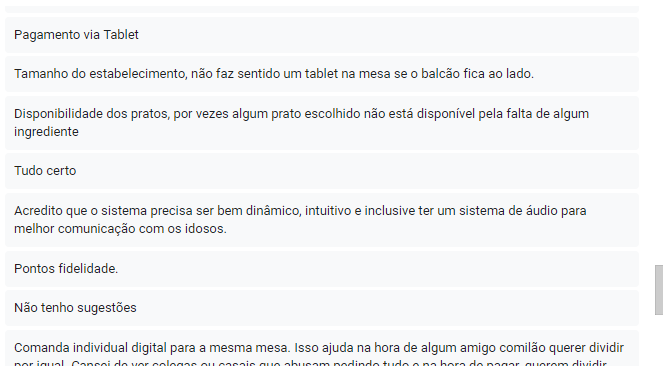 Pagamento via Tablet
Tamanho do estabelecimento, não faz sentido um tablet na mesa se o balcão fica ao lado.
Disponibilidade dos pratos, por vezes algum prato escolhido não está disponível pela falta de algum
ingrediente
Tudo certo
Acredito que o sistema precisa ser bem dinâmico, intuitivo e inclusive ter um sistema de áudio para
melhor comunicação com os idosos.
Pontos fidelidade.
Não tenho sugestões
Comanda individual digital para a mesma mesa. Isso ajuda na hora de algum amigo comilão querer dividir
por igual. Cansei de ver colegas ou casais que abusam pedindo tudo e na hora de pagar, querem dividir